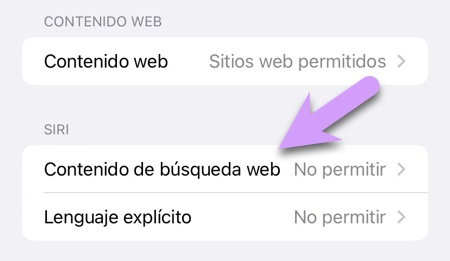 CONTENIDO WEB
Contenido web Sitios web permitidos
SIRI
Contenido de búsqueda web No permitir
Lenguaje explícito No permitir